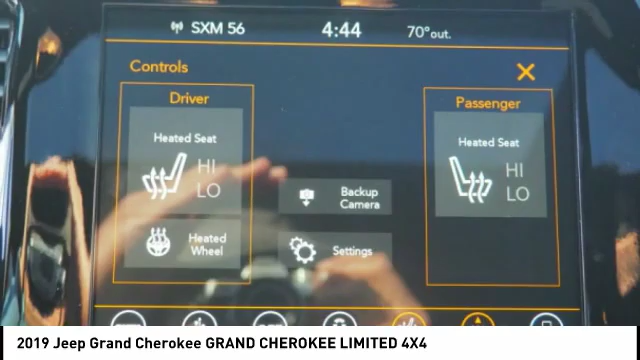 SXM 56 4:44 70°out.
Controls
Driver
Passenger
Heated Seat
HI
LO
Heated Seat
HI
LO
Backup
Camera
Heated
Wheel
Settings
2019 Jeep Grand Cherokee GRAND CHEROKEE LIMITED 4X4